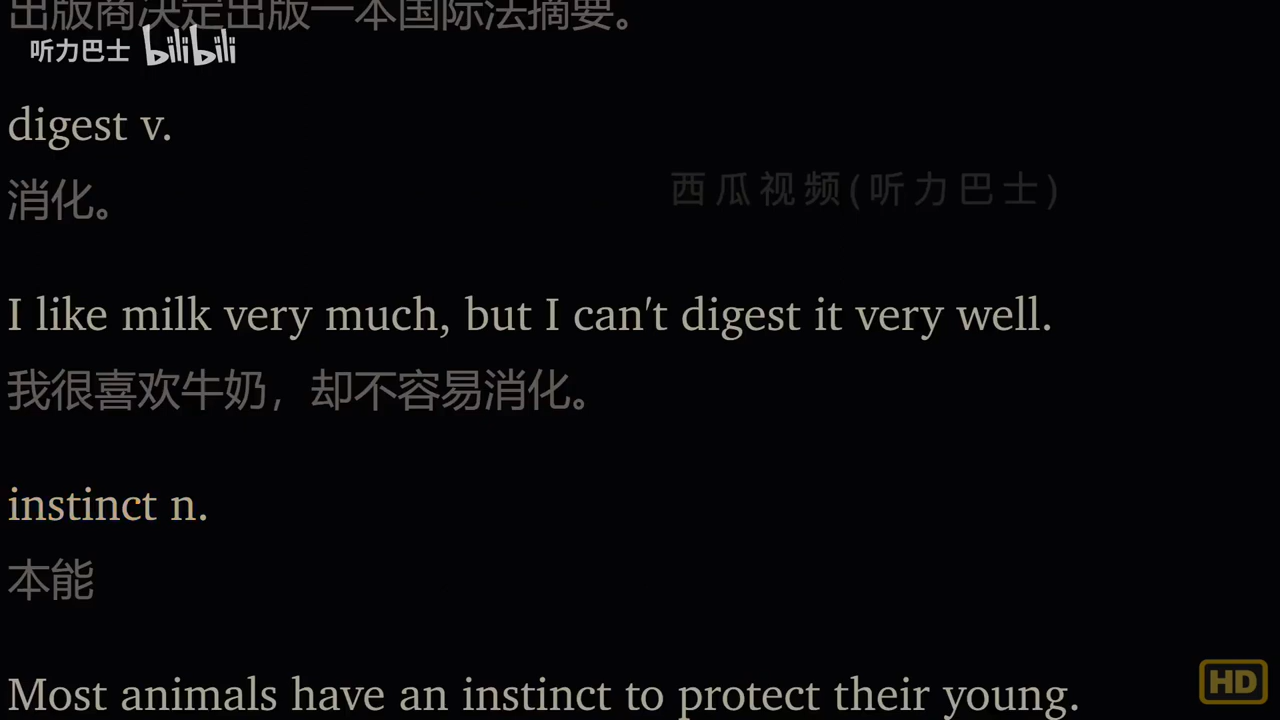 出版商决定出版一本国际法摘要。
听力巴士 bilibili
digest v.
消化。
西瓜视频(听力巴士)
I like milk very much, but I can't digest it very well.
我很喜欢牛奶，却不容易消化。
instinct n.
本能
Most animals have an instinct to protect their young.
HD